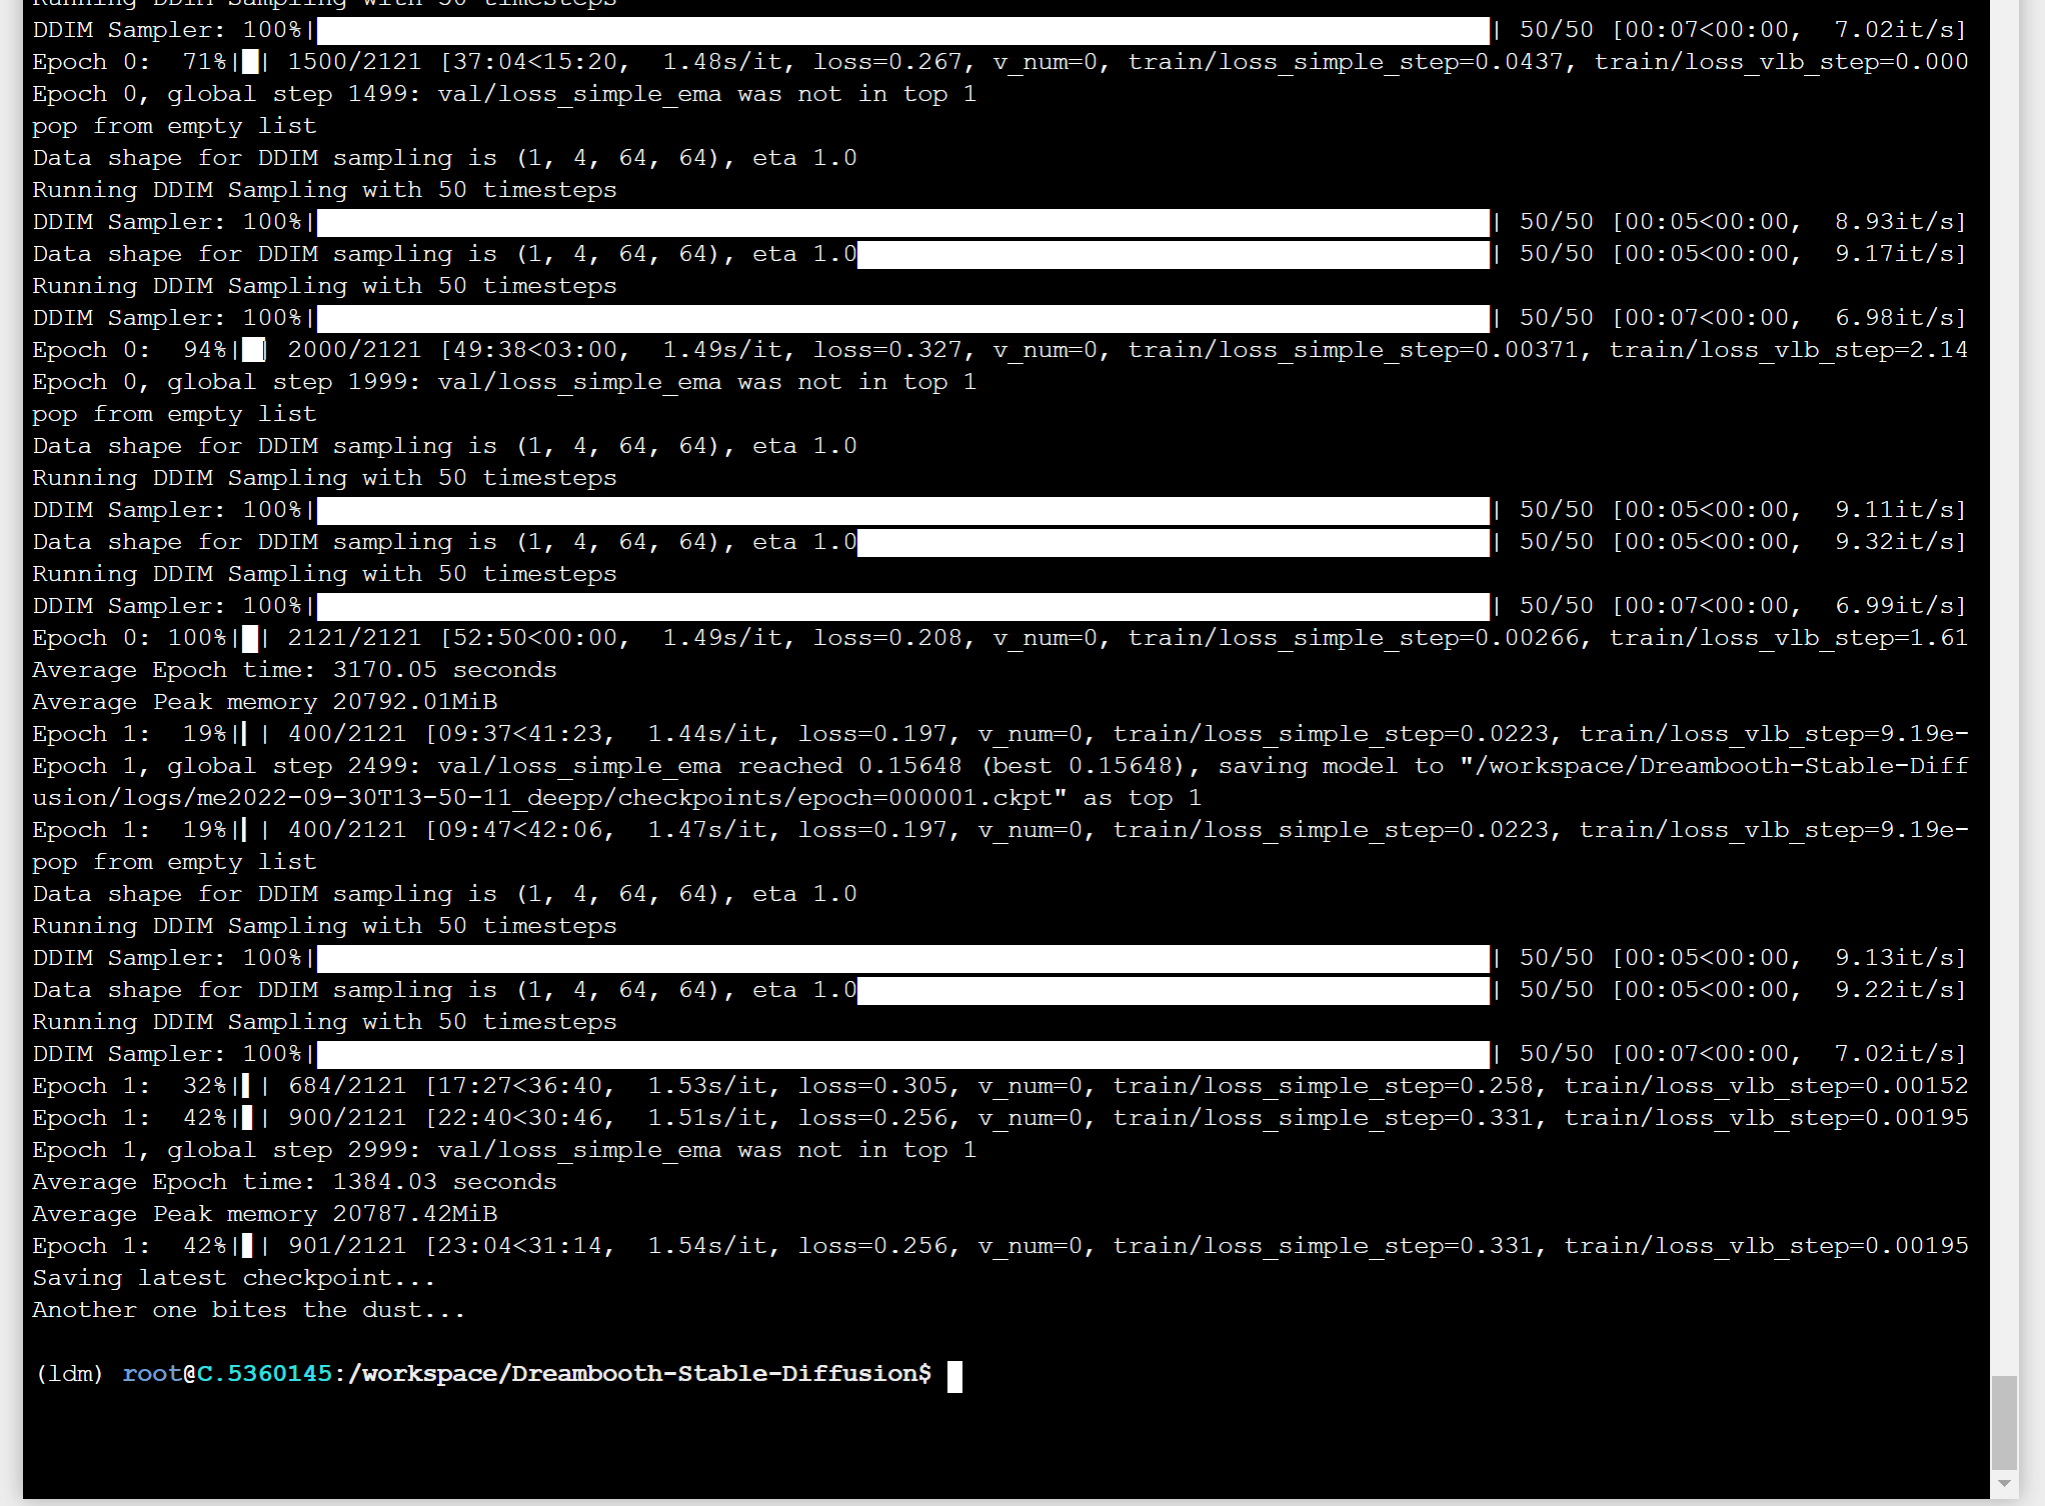 Running DDIM Sampling with 50 timesteps
DDIM Sampler: 100%|██████████| 50/50 [00:07<00:00,  7.02it/s]
Epoch 0:  71%|█| 1500/2121 [37:04<15:20,  1.48s/it, loss=0.267, v_num=0, train/loss_simple_step=0.0437, train/loss_vlb_step=0.000
Epoch 0, global step 1499: val/loss_simple_ema was not in top 1
pop from empty list
Data shape for DDIM sampling is (1, 4, 64, 64), eta 1.0
Running DDIM Sampling with 50 timesteps
DDIM Sampler: 100%|██████████| 50/50 [00:05<00:00,  8.93it/s]
Data shape for DDIM sampling is (1, 4, 64, 64), eta 1.0██████████| 50/50 [00:05<00:00,  9.17it/s]
Running DDIM Sampling with 50 timesteps
DDIM Sampler: 100%|██████████| 50/50 [00:07<00:00,  6.98it/s]
Epoch 0:  94%|█| 2000/2121 [49:38<03:00,  1.49s/it, loss=0.327, v_num=0, train/loss_simple_step=0.00371, train/loss_vlb_step=2.14
Epoch 0, global step 1999: val/loss_simple_ema was not in top 1
pop from empty list
Data shape for DDIM sampling is (1, 4, 64, 64), eta 1.0
Running DDIM Sampling with 50 timesteps
DDIM Sampler: 100%|██████████| 50/50 [00:05<00:00,  9.11it/s]
Data shape for DDIM sampling is (1, 4, 64, 64), eta 1.0██████████| 50/50 [00:05<00:00,  9.32it/s]
Running DDIM Sampling with 50 timesteps
DDIM Sampler: 100%|██████████| 50/50 [00:07<00:00,  6.99it/s]
Epoch 0: 100%|█| 2121/2121 [52:50<00:00,  1.49s/it, loss=0.208, v_num=0, train/loss_simple_step=0.00266, train/loss_vlb_step=1.61
Average Epoch time: 3170.05 seconds
Average Peak memory 20792.01MiB
Epoch 1:  19%|▎| 400/2121 [09:37<41:23,  1.44s/it, loss=0.197, v_num=0, train/loss_simple_step=0.0223, train/loss_vlb_step=9.19e-
Epoch 1, global step 2499: val/loss_simple_ema reached 0.15648 (best 0.15648), saving model to "/workspace/Dreambooth-Stable-Diff
usion/logs/me2022-09-30T13-50-11_deepp/checkpoints/epoch=000001.ckpt" as top 1
Epoch 1:  19%|▎| 400/2121 [09:47<42:06,  1.47s/it, loss=0.197, v_num=0, train/loss_simple_step=0.0223, train/loss_vlb_step=9.19e-
pop from empty list
Data shape for DDIM sampling is (1, 4, 64, 64), eta 1.0
Running DDIM Sampling with 50 timesteps
DDIM Sampler: 100%|██████████| 50/50 [00:05<00:00,  9.13it/s]
Data shape for DDIM sampling is (1, 4, 64, 64), eta 1.0██████████| 50/50 [00:05<00:00,  9.22it/s]
Running DDIM Sampling with 50 timesteps
DDIM Sampler: 100%|██████████| 50/50 [00:07<00:00,  7.02it/s]
Epoch 1:  32%|▍| 684/2121 [17:27<36:40,  1.53s/it, loss=0.305, v_num=0, train/loss_simple_step=0.258, train/loss_vlb_step=0.00152
Epoch 1:  42%|▌| 900/2121 [22:40<30:46,  1.51s/it, loss=0.256, v_num=0, train/loss_simple_step=0.331, train/loss_vlb_step=0.00195
Epoch 1, global step 2999: val/loss_simple_ema was not in top 1
Average Epoch time: 1384.03 seconds
Average Peak memory 20787.42MiB
Epoch 1:  42%|▌| 901/2121 [23:04<31:14,  1.54s/it, loss=0.256, v_num=0, train/loss_simple_step=0.331, train/loss_vlb_step=0.00195
Saving latest checkpoint...
Another one bites the dust...
(ldm) root@C.5360145:/workspace/Dreambooth-Stable-Diffusion$